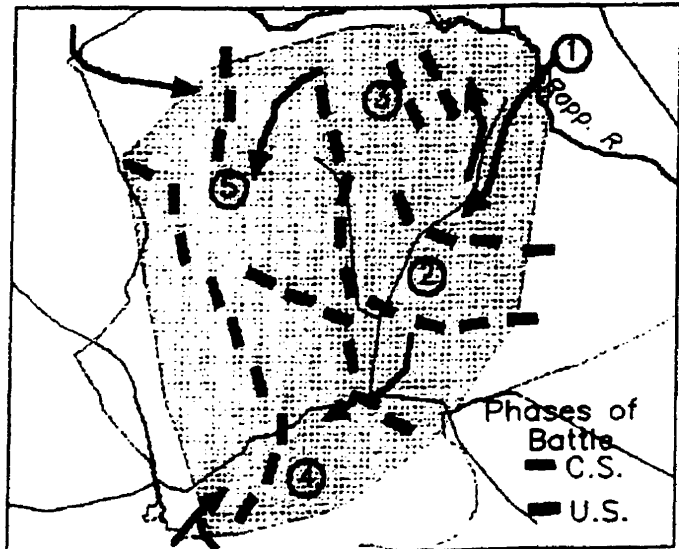 ①
Rapp. R
③
⑤
②
④
Phases of
Battle
C.S.
U.S.